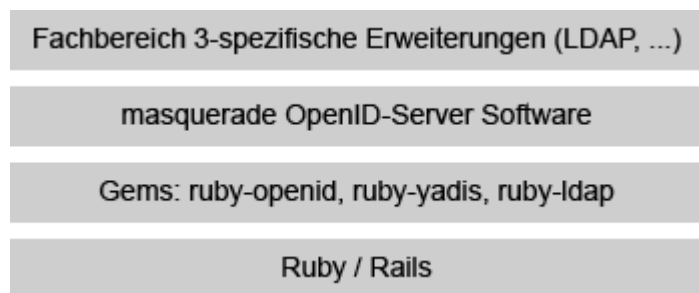 Fachbereich 3-spezifische Erweiterungen (LDAP, ...)
masquerade OpenID-Server Software
Gems: ruby-openid, ruby-yadis, ruby-ldap
Ruby / Rails